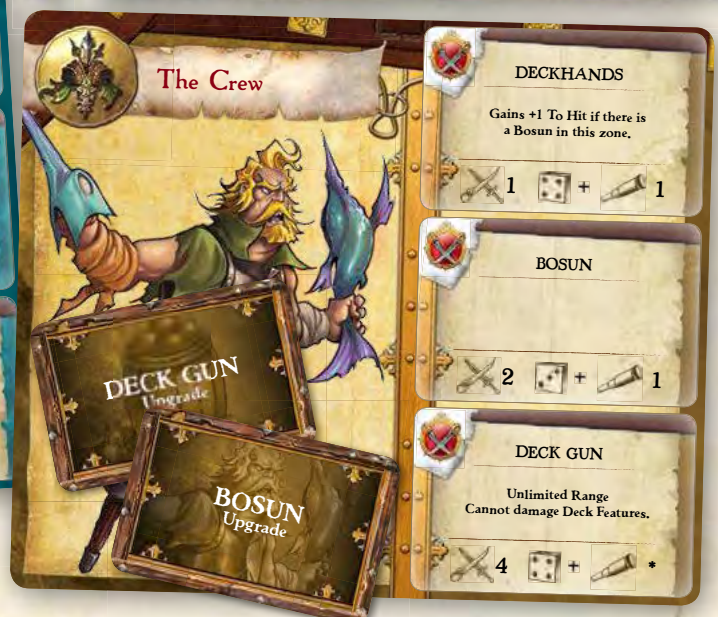 The Crew
DECK GUN
Upgrade
BOSUN
Upgrade
DECKHANDS
Gains +1 To Hit if there is
a Bosun in this zone.
1 + 1
BOSUN
2 + 1
DECK GUN
Unlimited Range
Cannot damage Deck Features.
4 + *